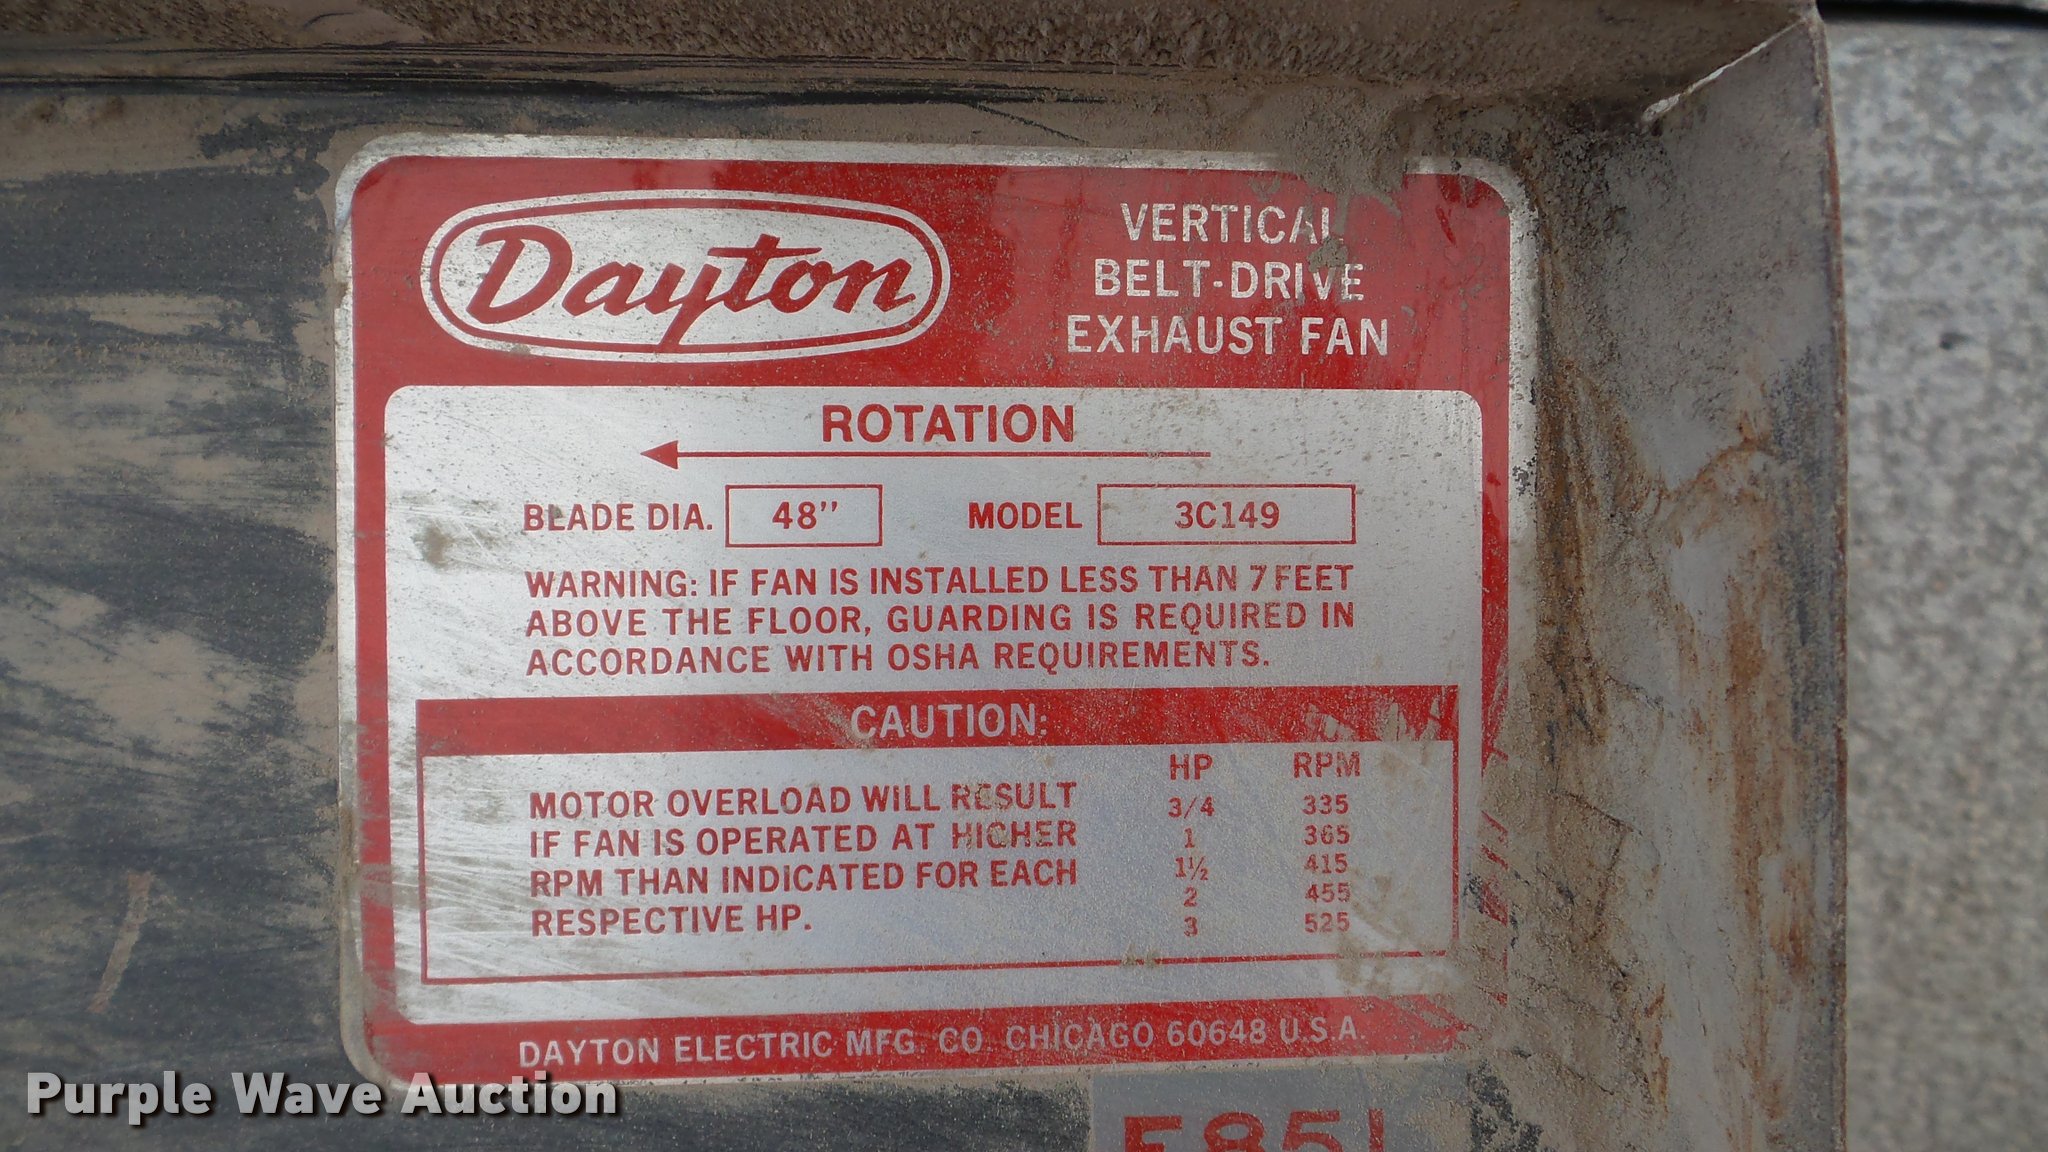 Dayton
VERTICAL
BELT-DRIVE
EXHAUST FAN
ROTATION
BLADE DIA. 48" MODEL 3C149
WARNING: IF FAN IS INSTALLED LESS THAN 7 FEET
ABOVE THE FLOOR, GUARDING IS REQUIRED IN
ACCORDANCE WITH OSHA REQUIREMENTS.
CAUTION:
MOTOR OVERLOAD WILL RESULT
IF FAN IS OPERATED AT HIGHER
RPM THAN INDICATED FOR EACH
RESPECTIVE HP.
HP RPM
3/4 335
1 365
1½ 415
2 455
3 525
DAYTON ELECTRIC MFG. CO. CHICAGO 60648 U.S.A.
Purple Wave Auction